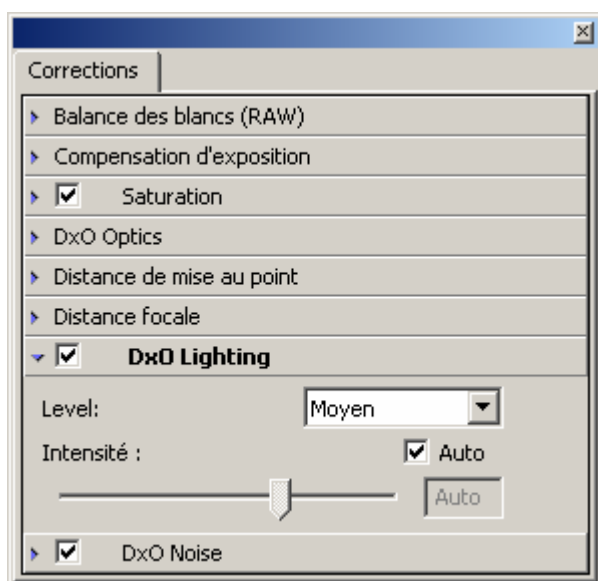 Corrections
Balance des blancs (RAW)
Compensation d'exposition
Saturation
DxO Optics
Distance de mise au point
Distance focale
DxO Lighting
Level: Moyen
Intensité : Auto
Auto
DxO Noise